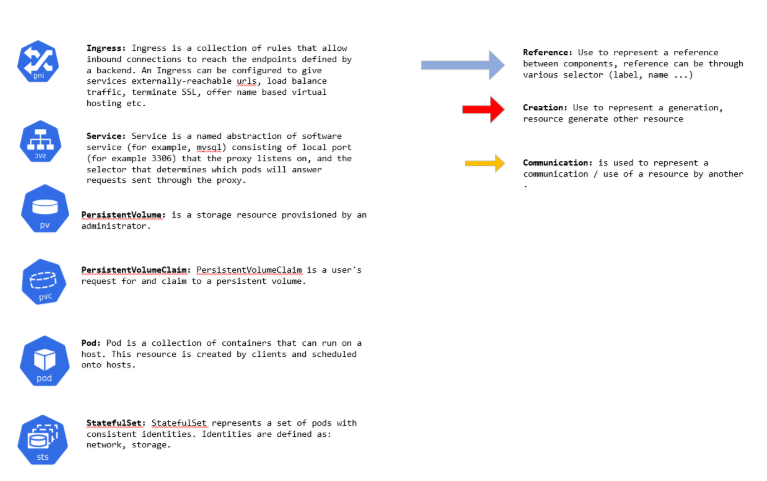 Ingress: Ingress is a collection of rules that allow
inbound connections to reach the endpoints defined by
a backend. An Ingress can be configured to give
services externally-reachable urls, load balance
traffic, terminate SSL, offer name based virtual
hosting etc.
ing
Service: Service is a named abstraction of software
service (for example, mysql) consisting of local port
(for example 3306) that the proxy listens on, and the
selector that determines which pods will answer
requests sent through the proxy.
svc
PersistentVolume: is a storage resource provisioned by an
administrator.
pv
PersistentVolumeClaim: PersistentVolumeClaim is a user's
request for and claim to a persistent volume.
pvc
Pod: Pod is a collection of containers that can run on a
host. This resource is created by clients and scheduled
onto hosts.
pod
StatefulSet: StatefulSet represents a set of pods with
consistent identities. Identities are defined as:
network, storage.
sts
Reference: Use to represent a reference
between components, reference can be through
various selector (label, name ...)
Creation: Use to represent a generation,
resource generate other resource
Communication: is used to represent a
communication / use of a resource by another
.